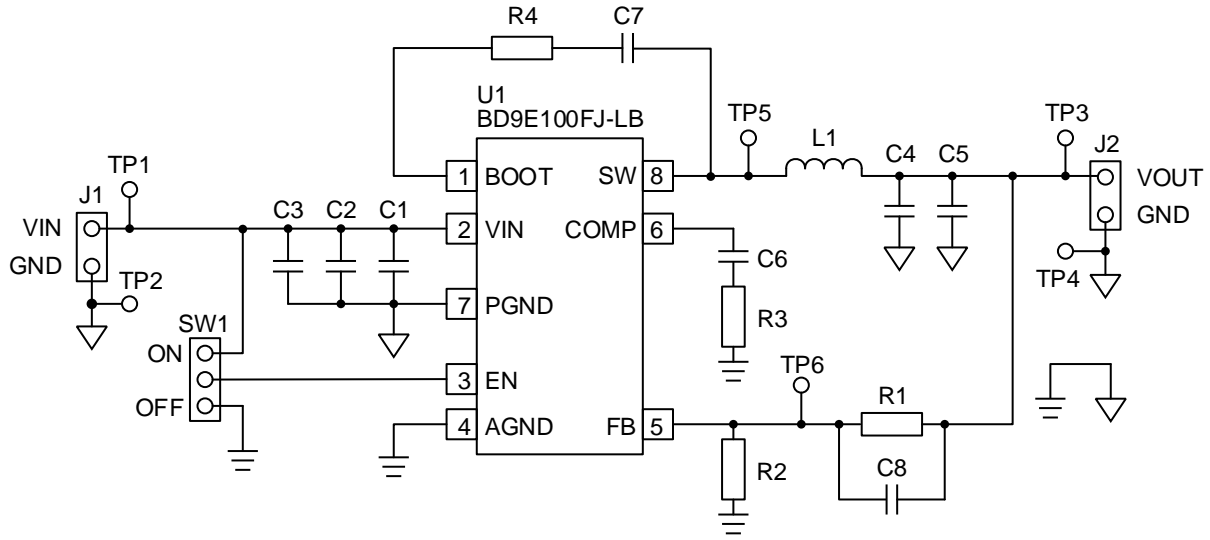 R4
C7
U1
BD9E100FJ-LB
TP5
L1
C4
C5
TP3
J2
VOUT
GND
TP4
TP1
J1
VIN
GND
TP2
C3
C2
C1
1 BOOT
SW 8
2 VIN
COMP 6
7 PGND
3 EN
4 AGND
FB 5
C6
R3
SW1
ON
OFF
TP6
R1
C8
R2